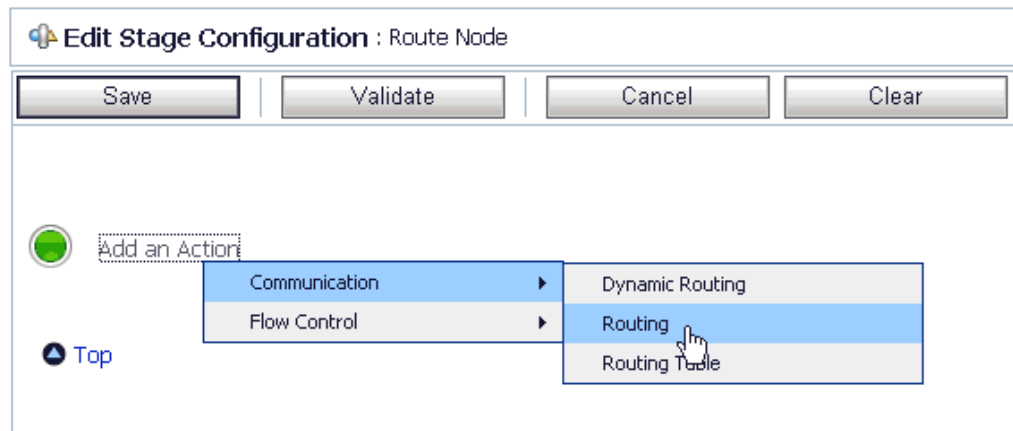 Edit Stage Configuration : Route Node
Save Validate Cancel Clear
Add an Action
Communication
Flow Control
Dynamic Routing
Routing
Routing Table
Top